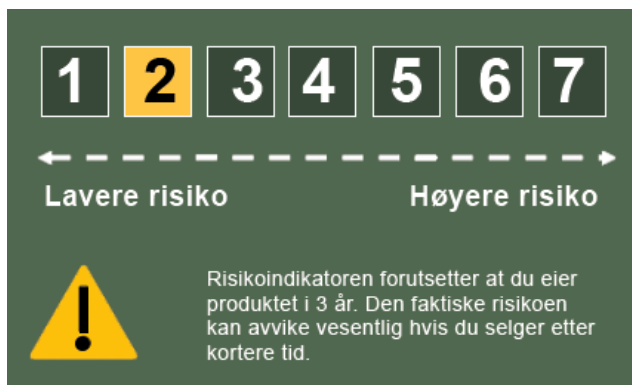 1 2 3 4 5 6 7
Lavere risiko Høyere risiko
Risikoindikatoren forutsetter at du eier
produktet i 3 år. Den faktiske risikoen
kan avvike vesentlig hvis du selger etter
kortere tid.